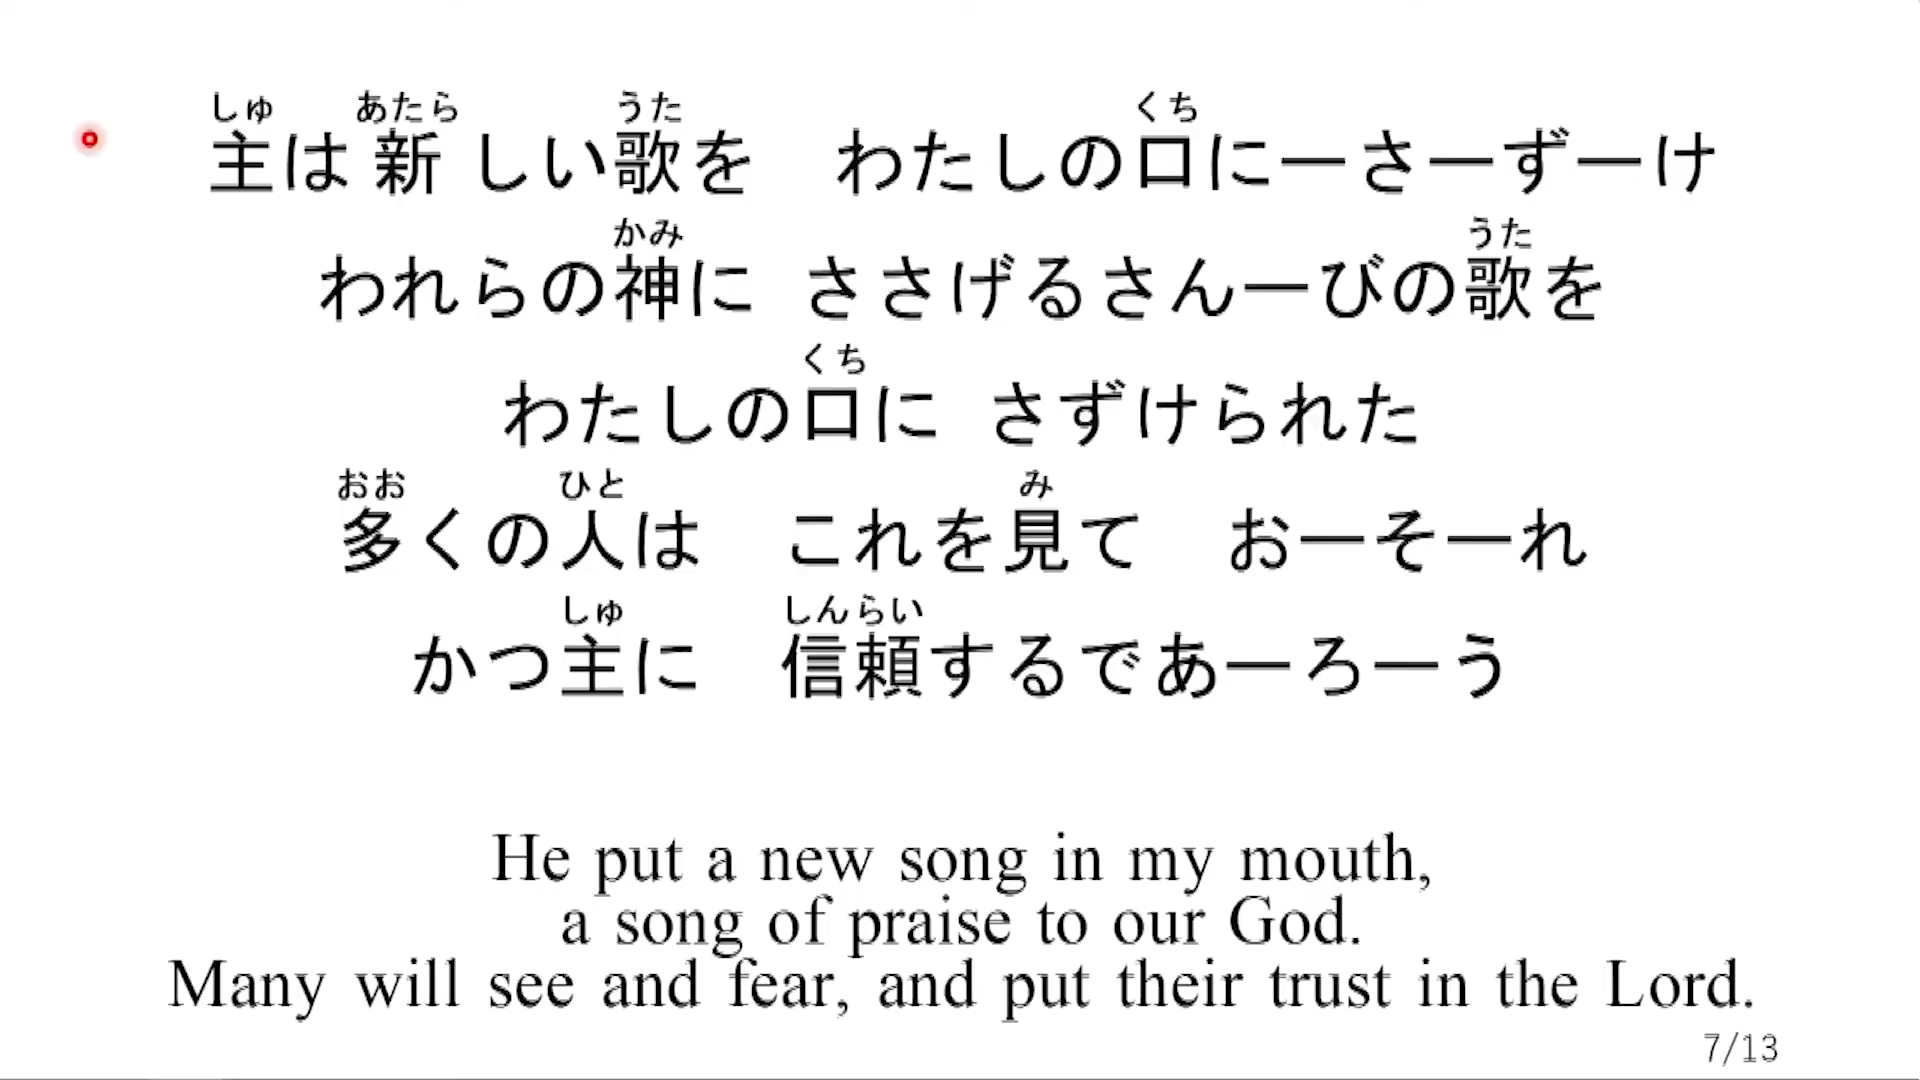 しゅ あたら うた くち
主は新しい歌を わたしの口にーさーずーけ
かみ うた
われらの神に ささげるさんーびの歌を
くち
わたしの口に さずけられた
おお ひと み
多くの人は これを見て おーそーれ
しゅ しんらい
かつ主に 信頼するであーろーう
He put a new song in my mouth,
a song of praise to our God.
Many will see and fear, and put their trust in the Lord.
7/13